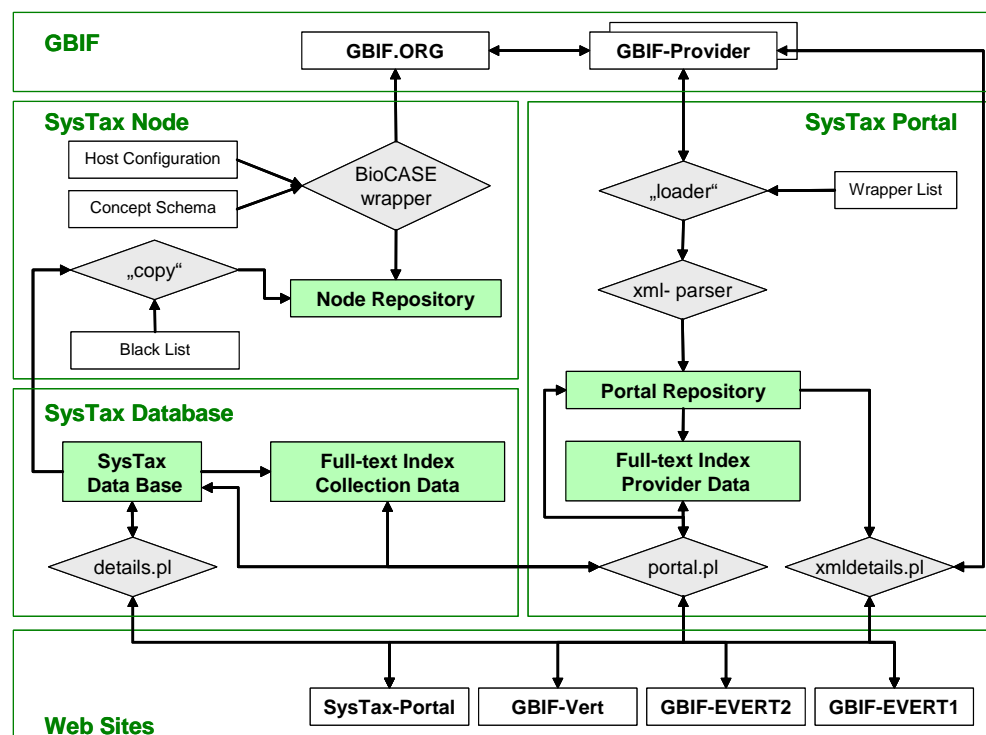 GBIF
GBIF.ORG
GBIF-Provider
SysTax Node
SysTax Portal
Host Configuration
BioCASE
wrapper
Concept Schema
„loader“
Wrapper List
„copy“
Node Repository
xml- parser
Black List
SysTax Database
Portal Repository
SysTax
Data Base
Full-text Index
Collection Data
Full-text Index
Provider Data
details.pl
portal.pl
xmldetails.pl
SysTax-Portal
GBIF-Vert
GBIF-EVERT2
GBIF-EVERT1
Web Sites